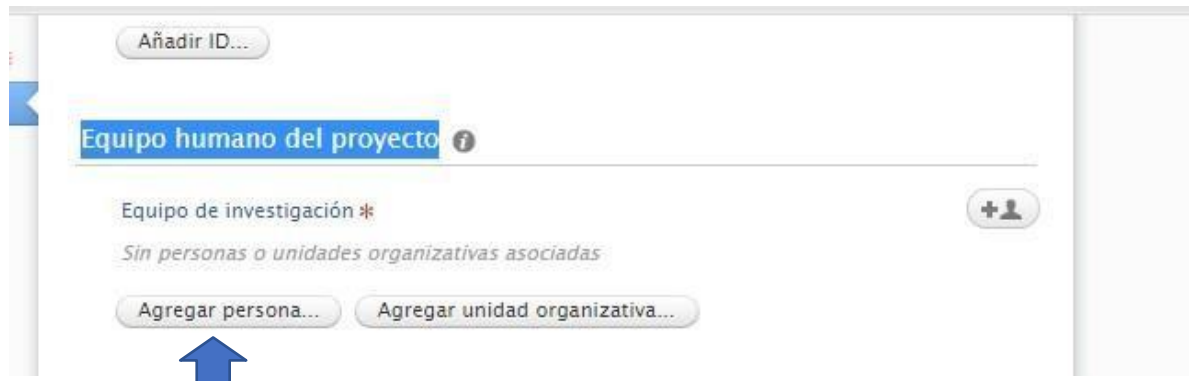 Añadir ID...
Equipo humano del proyecto
Equipo de investigación *
Sin personas o unidades organizativas asociadas
Agregar persona... Agregar unidad organizativa...